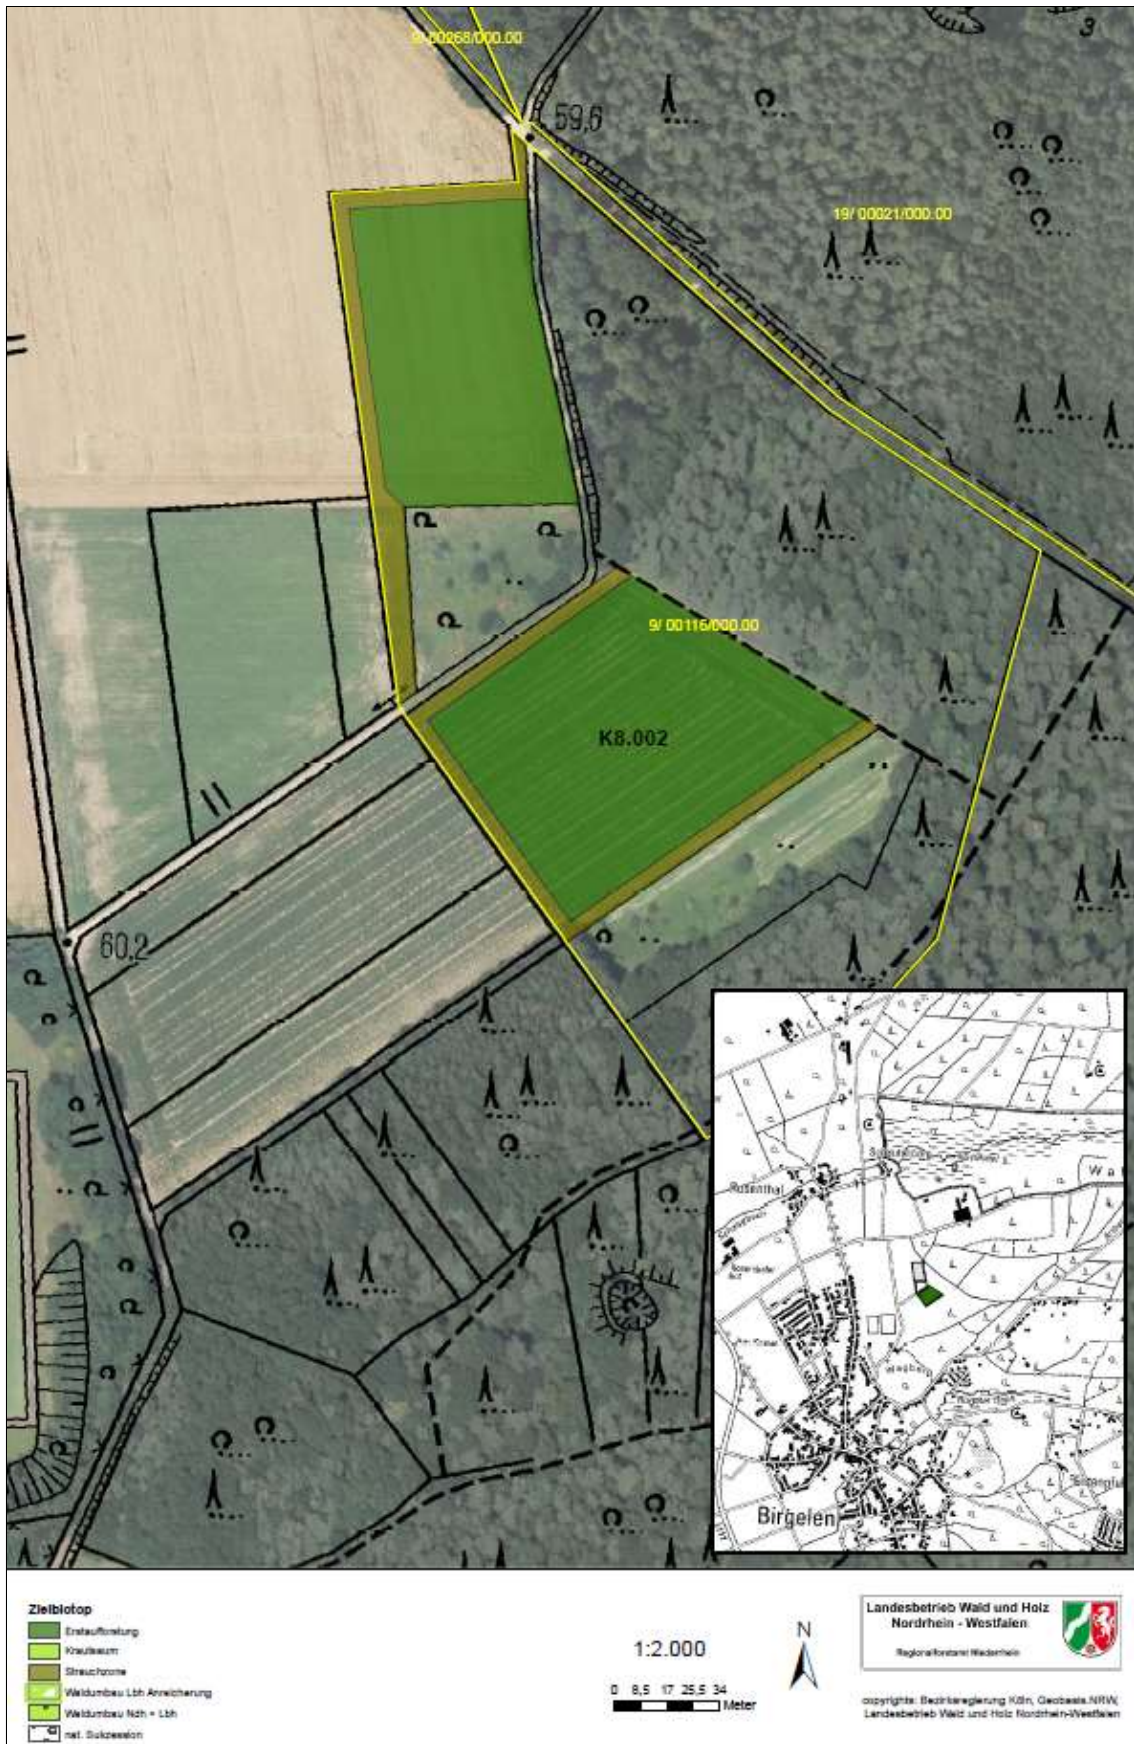 9/ 00268/000.00
3
59,6
19/ 00021/000.00
9/ 00116/000.00
K8.002
60,2
Rosenthal
Birgelen
Zielbiotop
Erstaufforstung
Krautsaum
Strauchzone
Waldumbau Lbh Anreicherung
Waldumbau Ndh = Lbh
nat. Sukzession
1:2.000
0 8,5 17 25,5 34
Meter
N
Landesbetrieb Wald und Holz
Nordrhein - Westfalen
Regionalforstamt Niederrhein
copyrights: Bezirksregierung Köln, Geobasis.NRW,
Landesbetrieb Wald und Holz Nordrhein-Westfalen